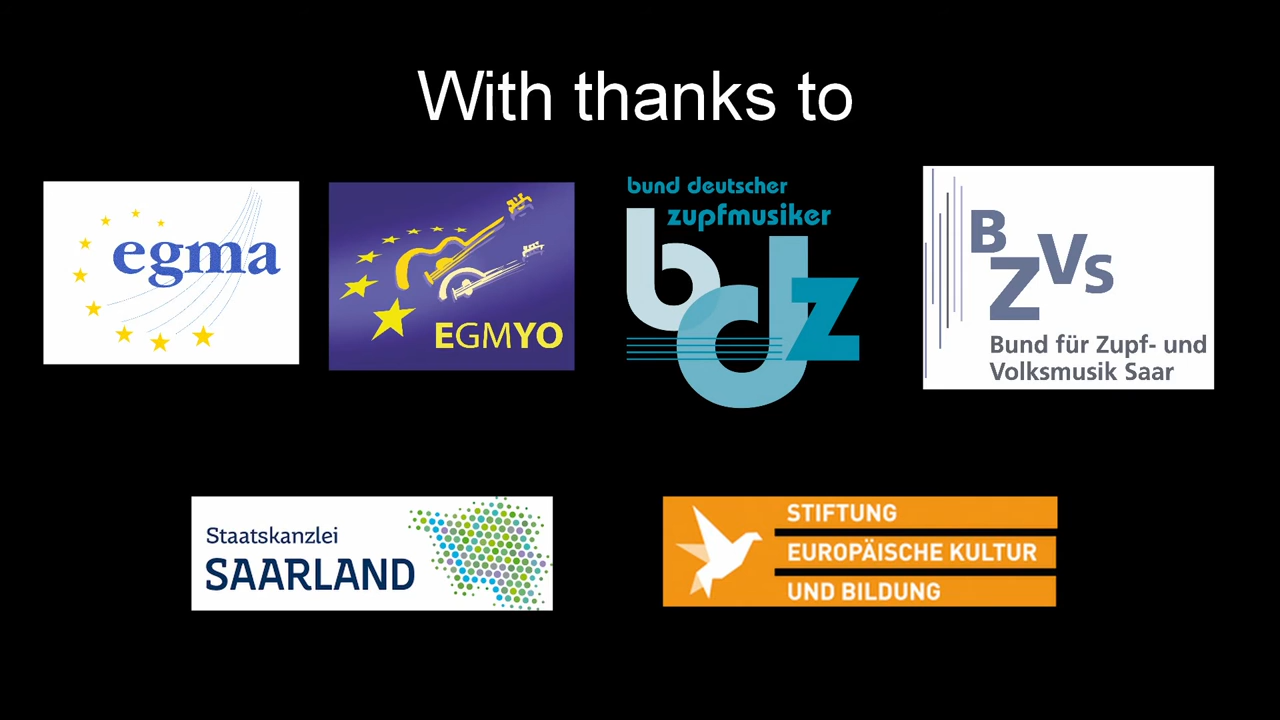 With thanks to
egma
EGMYO
bund deutscher
zupfmusiker
bdz
BZVS
Bund für Zupf- und
Volksmusik Saar
Staatskanzlei
SAARLAND
STIFTUNG
EUROPÄISCHE KULTUR
UND BILDUNG